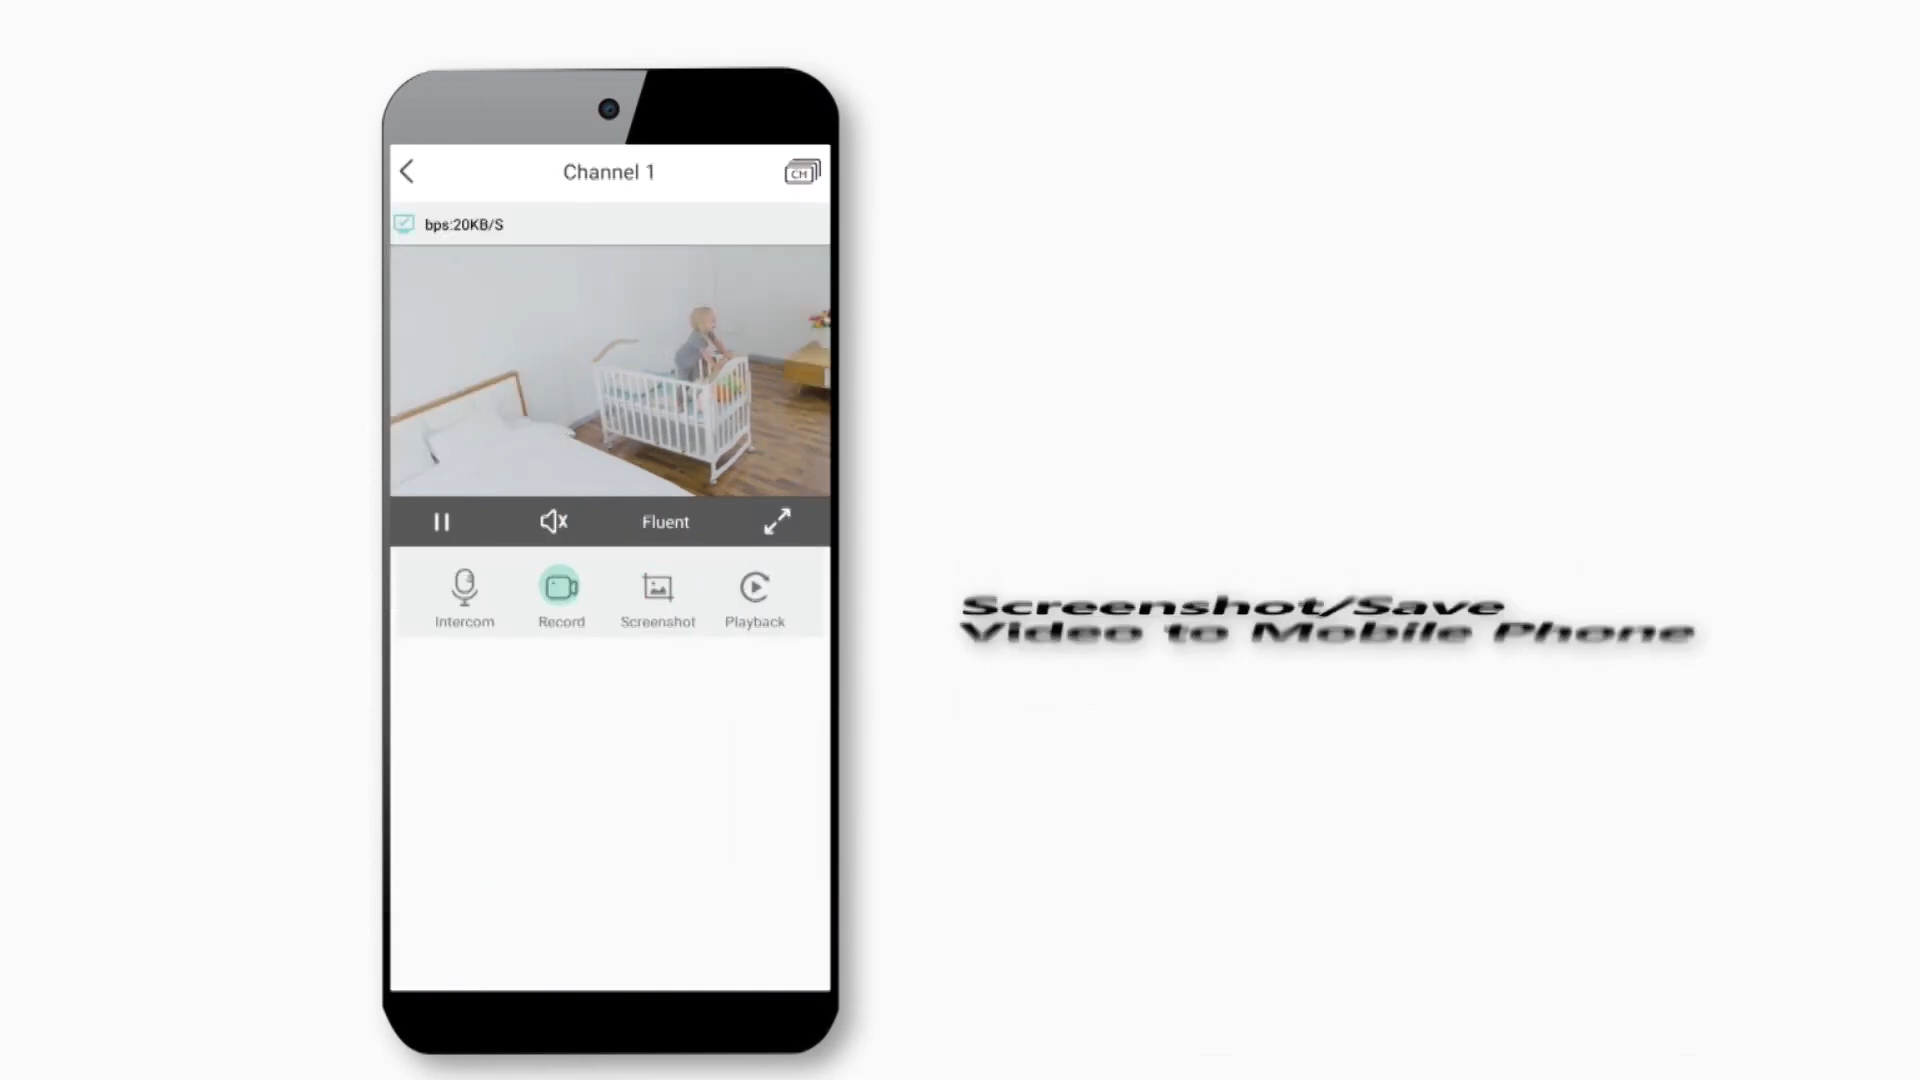 Channel 1
CH
bps:20KB/S
Fluent
Intercom Record Screenshot Playback
Screenshot/Save
Video to Mobile Phone